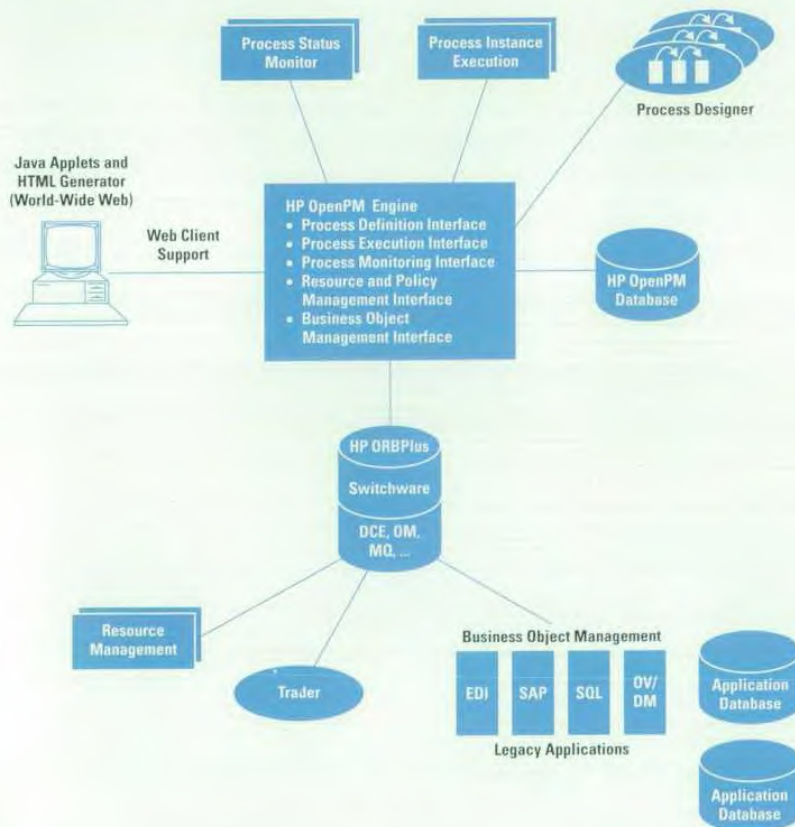 Process Status
Monitor
Process Instance
Execution
Process Designer
Java Applets and
HTML Generator
(World-Wide Web)
Web Client
Support
HP OpenPM Engine
• Process Definition Interface
• Process Execution Interface
• Process Monitoring Interface
• Resource and Policy
Management Interface
• Business Object
Management Interface
HP OpenPM
Database
HP ORBPlus
Switchware
DCE, OM,
MQ, ...
Resource
Management
Trader
Business Object Management
EDI
SAP
SQL
OV/
DM
Legacy Applications
Application
Database
Application
Database